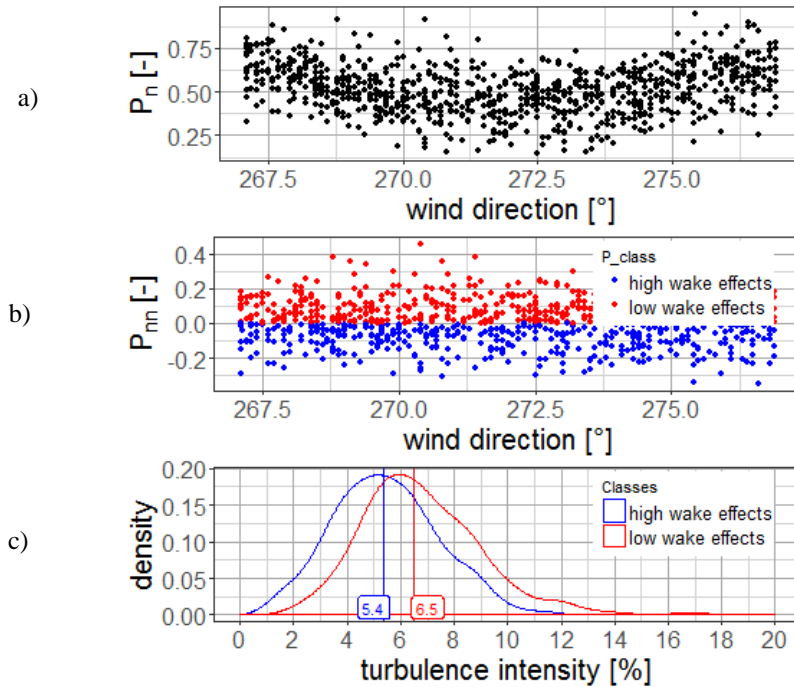 a)
P_n [-]
0.75
0.50
0.25
267.5 270.0 272.5 275.0
wind direction [°]
b)
P_nn [-]
0.4
0.2
0.0
-0.2
P_class
high wake effects
low wake effects
267.5 270.0 272.5 275.0
wind direction [°]
c)
density
0.20
0.15
0.10
0.05
0.00
Classes
high wake effects
low wake effects
5.4 6.5
0 2 4 6 8 10 12 14 16 18 20
turbulence intensity [%]